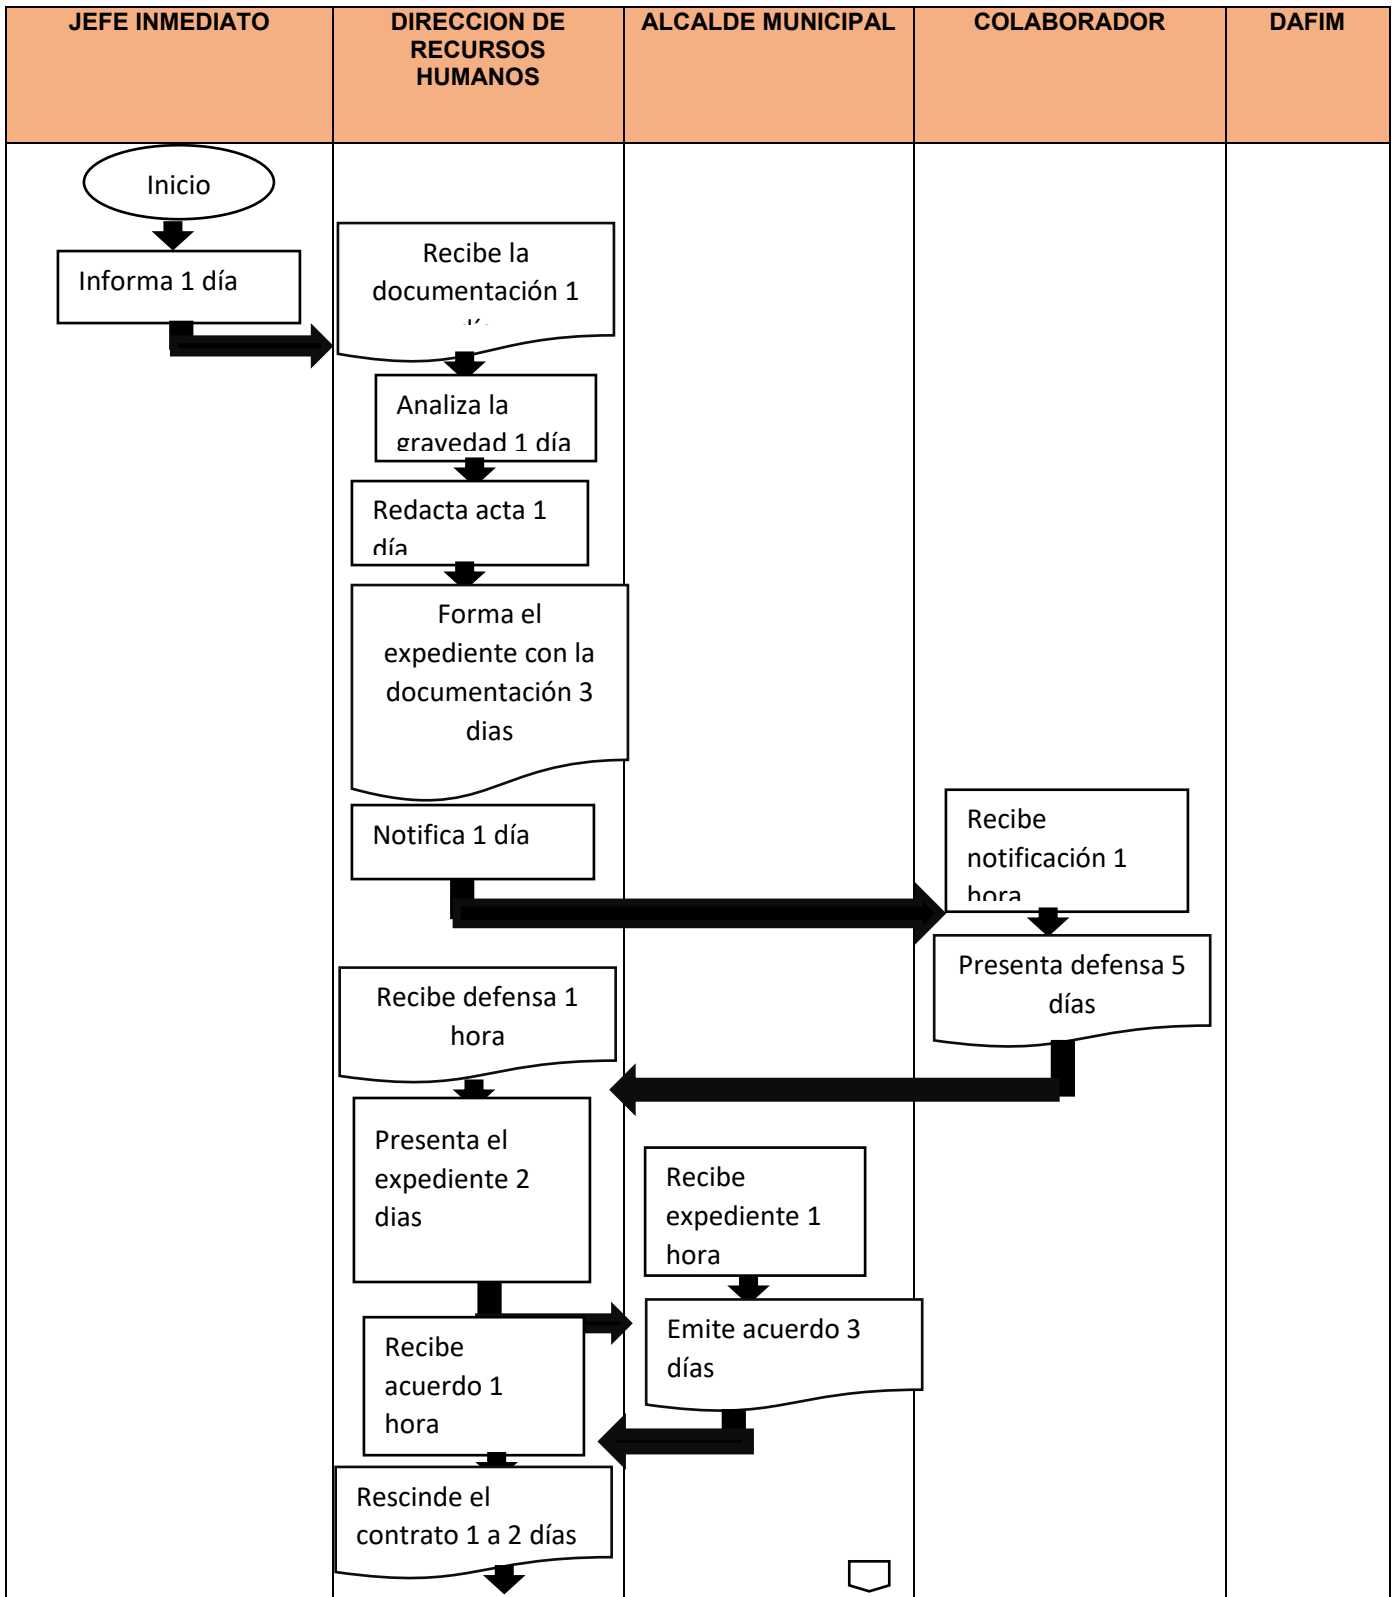 JEFE INMEDIATO
DIRECCION DE
RECURSOS
HUMANOS
ALCALDE MUNICIPAL
COLABORADOR
DAFIM
Inicio
Informa 1 día
Recibe la
documentación 1
día
Analiza la
gravedad 1 día
Redacta acta 1
día
Forma el
expediente con la
documentación 3
dias
Notifica 1 día
Recibe
notificación 1
hora
Presenta defensa 5
días
Recibe defensa 1
hora
Presenta el
expediente 2
dias
Recibe
expediente 1
hora
Emite acuerdo 3
días
Recibe
acuerdo 1
hora
Rescinde el
contrato 1 a 2 días